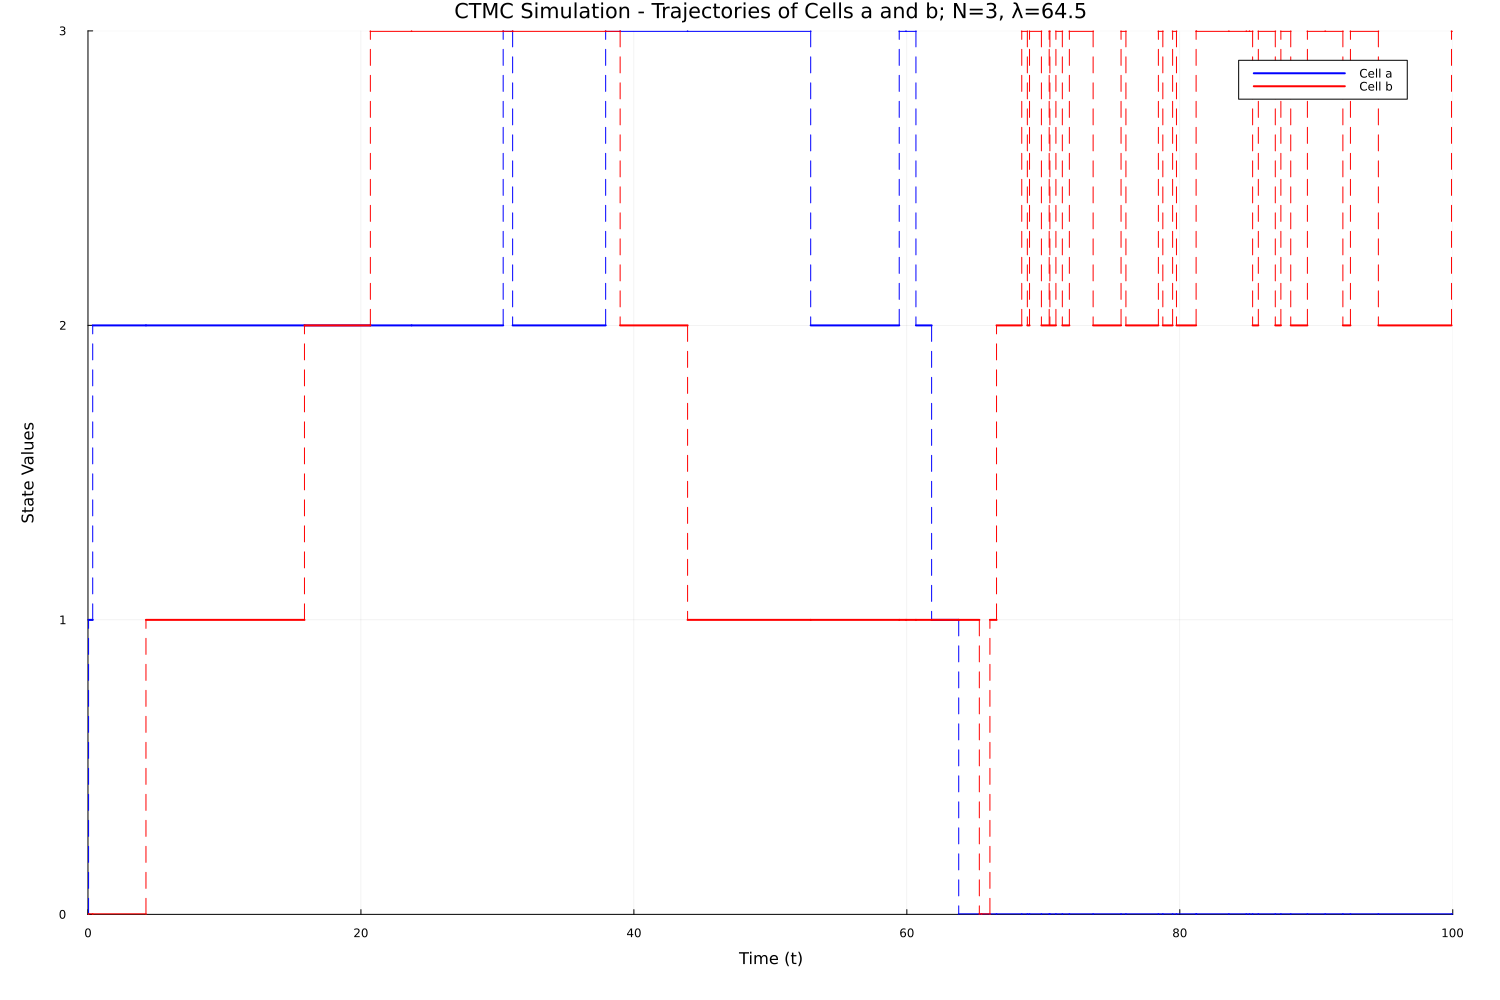 CTMC Simulation - Trajectories of Cells a and b; N=3, λ=64.5
3
Cell a
Cell b
2
State Values
1
0
0 20 40 60 80 100
Time (t)